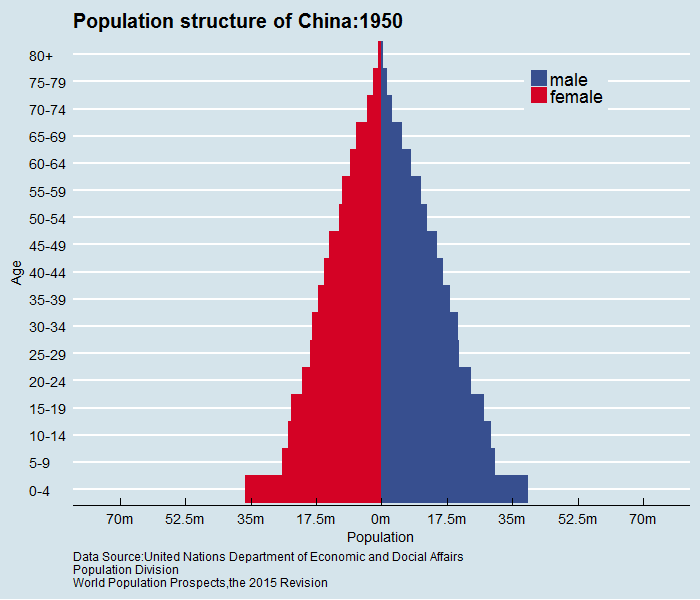 Population structure of China:1950
male
female
80+
75-79
70-74
65-69
60-64
55-59
50-54
45-49
40-44
35-39
30-34
25-29
20-24
15-19
10-14
5-9
0-4
Age
70m 52.5m 35m 17.5m 0m 17.5m 35m 52.5m 70m
Population
Data Source:United Nations Department of Economic and Docial Affairs
Population Division
World Population Prospects,the 2015 Revision